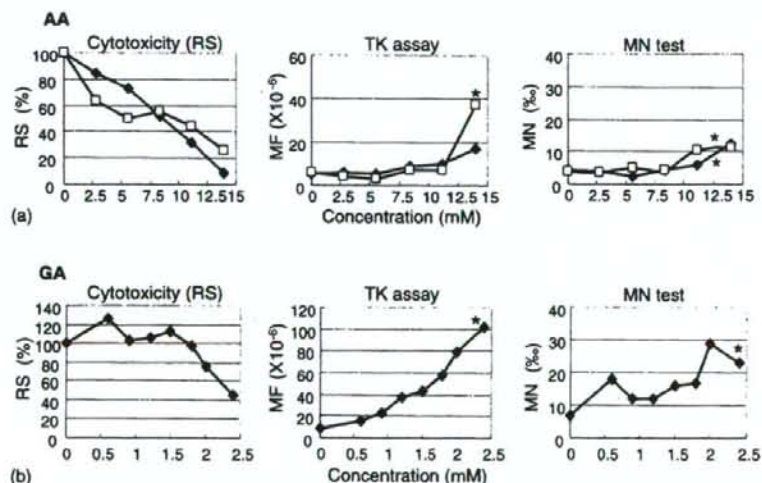 AA
Cytotoxicity (RS)
TK assay
MN test
RS (%)
100
80
60
40
20
0
0 2.5 5 7.5 10 12.5 15
MF (X10⁻⁶)
60
40
20
0
0 2.5 5 7.5 10 12.5 15
MN (‰)
40
30
20
10
0
0 2.5 5 7.5 10 12.5 15
(a)
Concentration (mM)
GA
Cytotoxicity (RS)
TK assay
MN test
RS (%)
140
120
100
80
60
40
20
0
0 0.5 1 1.5 2 2.5
MF (X10⁻⁶)
120
100
80
60
40
20
0
0 0.5 1 1.5 2 2.5
MN (‰)
40
30
20
10
0
0 0.5 1 1.5 2 2.5
(b)
Concentration (mM)